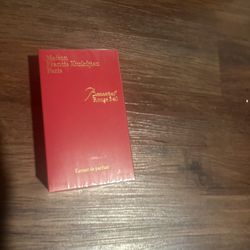 Maison
Francis Kurkdjian
Paris
Baccarat
Rouge 540
Extrait de parfum